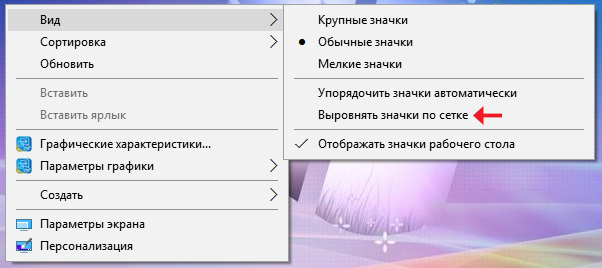 Вид
Сортировка
Обновить
Вставить
Вставить ярлык
Графические характеристики...
Параметры графики
Создать
Параметры экрана
Персонализация
Крупные значки
Обычные значки
Мелкие значки
Упорядочить значки автоматически
Выровнять значки по сетке
Отображать значки рабочего стола